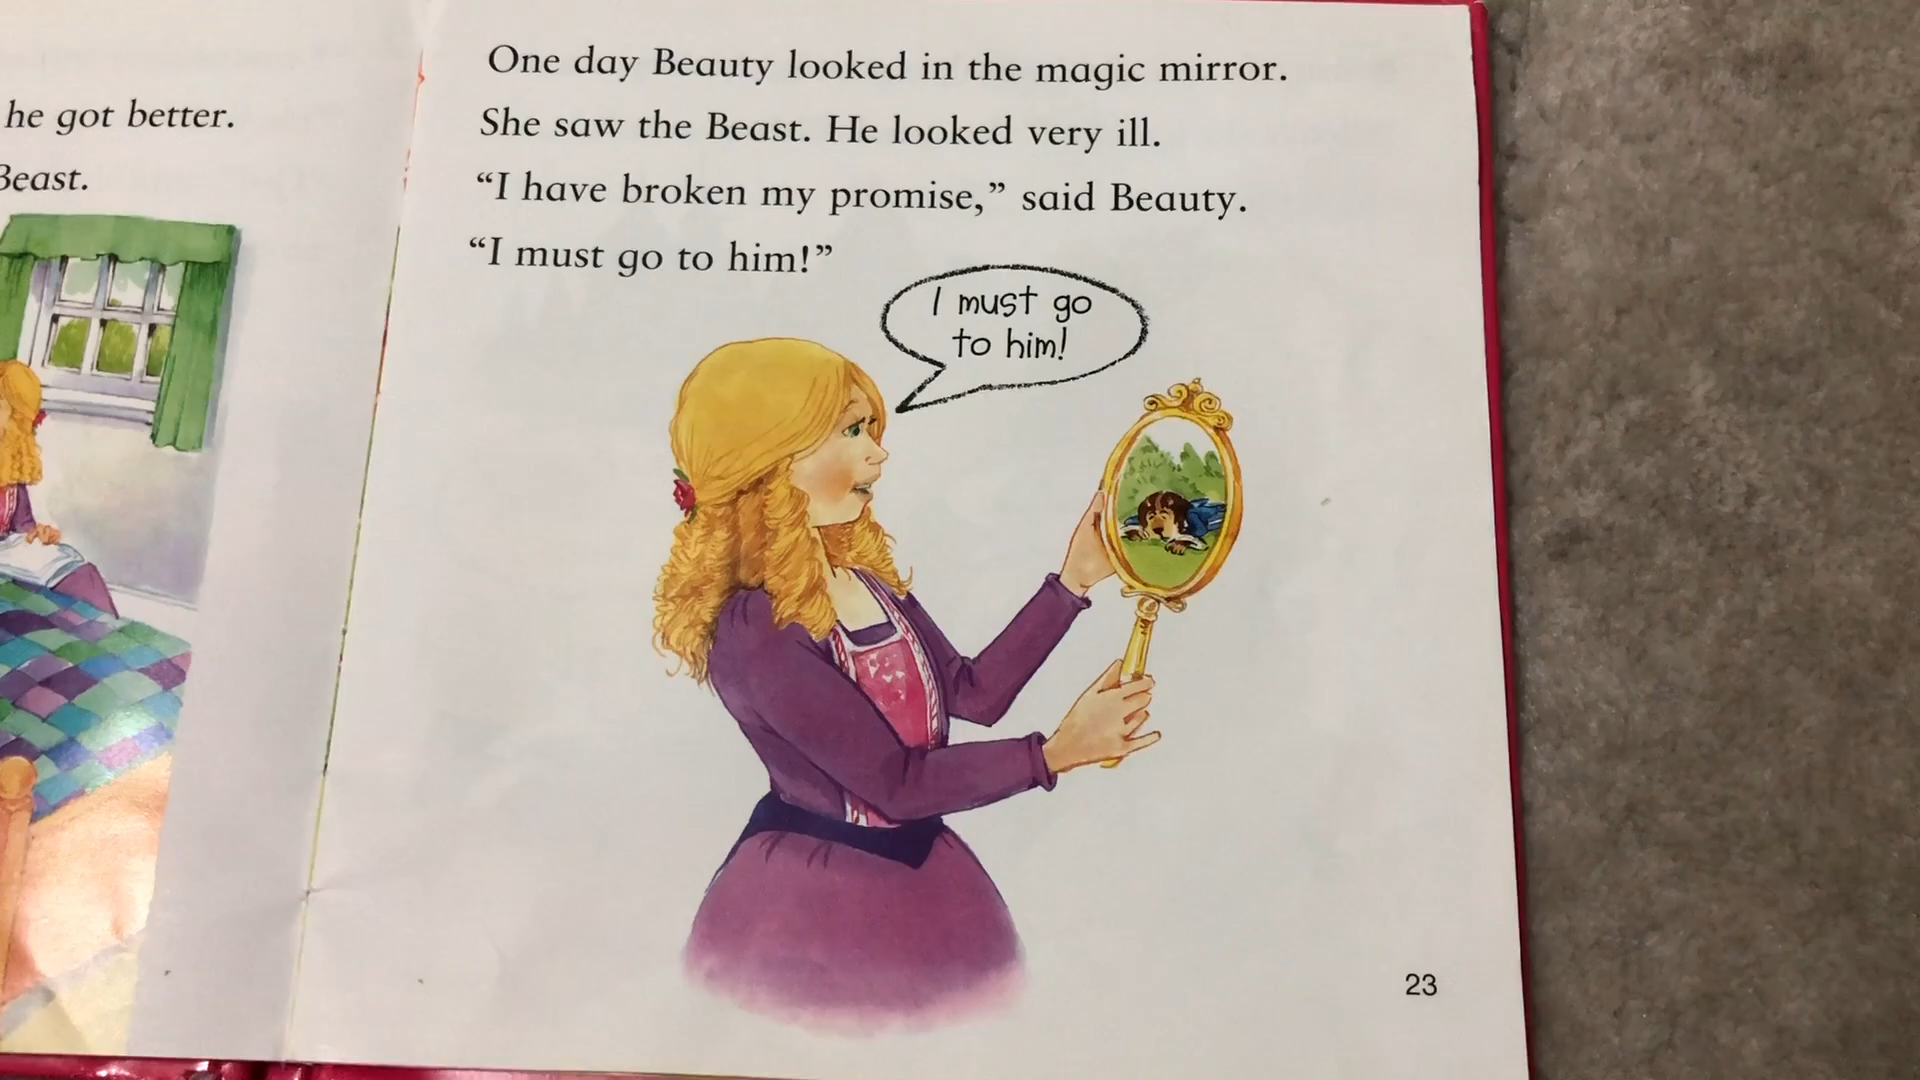 he got better.
Beast.
One day Beauty looked in the magic mirror.
She saw the Beast. He looked very ill.
“I have broken my promise,” said Beauty.
“I must go to him!”
I must go
to him!
23